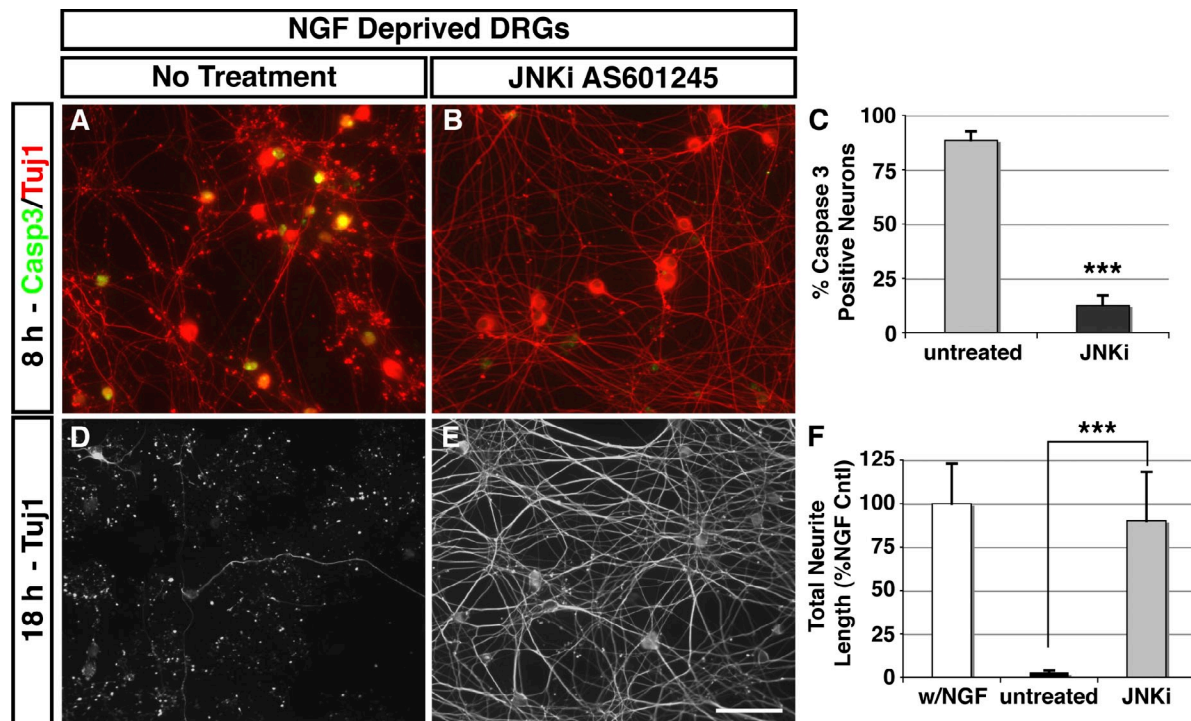 NGF Deprived DRGs
No Treatment
JNKi AS601245
8 h - Casp3/Tuj1
A
B
C
% Caspase 3
Positive Neurons
100
75
50
25
0
***
untreated
JNKi
18 h - Tuj1
D
E
F
Total Neurite
Length (%NGF Cntl)
125
100
75
50
25
0
***
w/NGF
untreated
JNKi